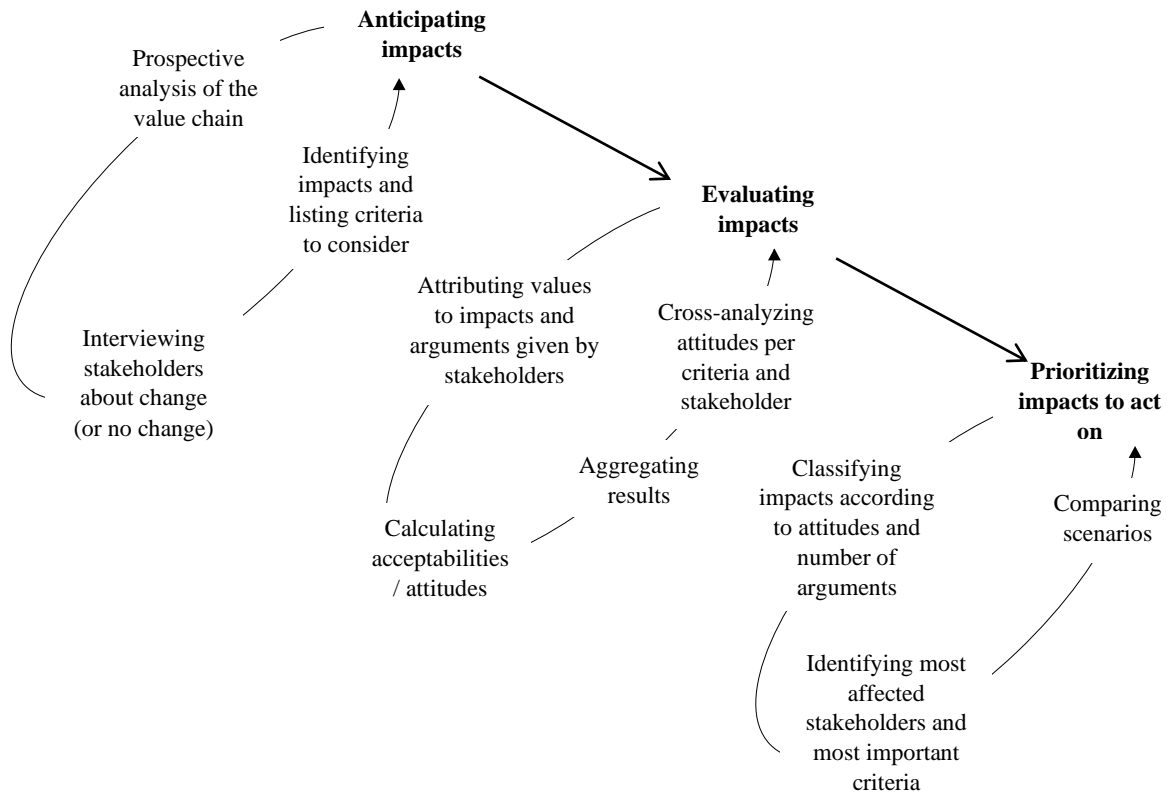 Anticipating
impacts
Prospective
analysis of the
value chain
Identifying
impacts and
listing criteria
to consider
Interviewing
stakeholders
about change
(or no change)
Evaluating
impacts
Attributing values
to impacts and
arguments given by
stakeholders
Calculating
acceptabilities
/ attitudes
Aggregating
results
Cross-analyzing
attitudes per
criteria and
stakeholder
Prioritizing
impacts to act
on
Classifying
impacts according
to attitudes and
number of
arguments
Identifying most
affected
stakeholders and
most important
criteria
Comparing
scenarios